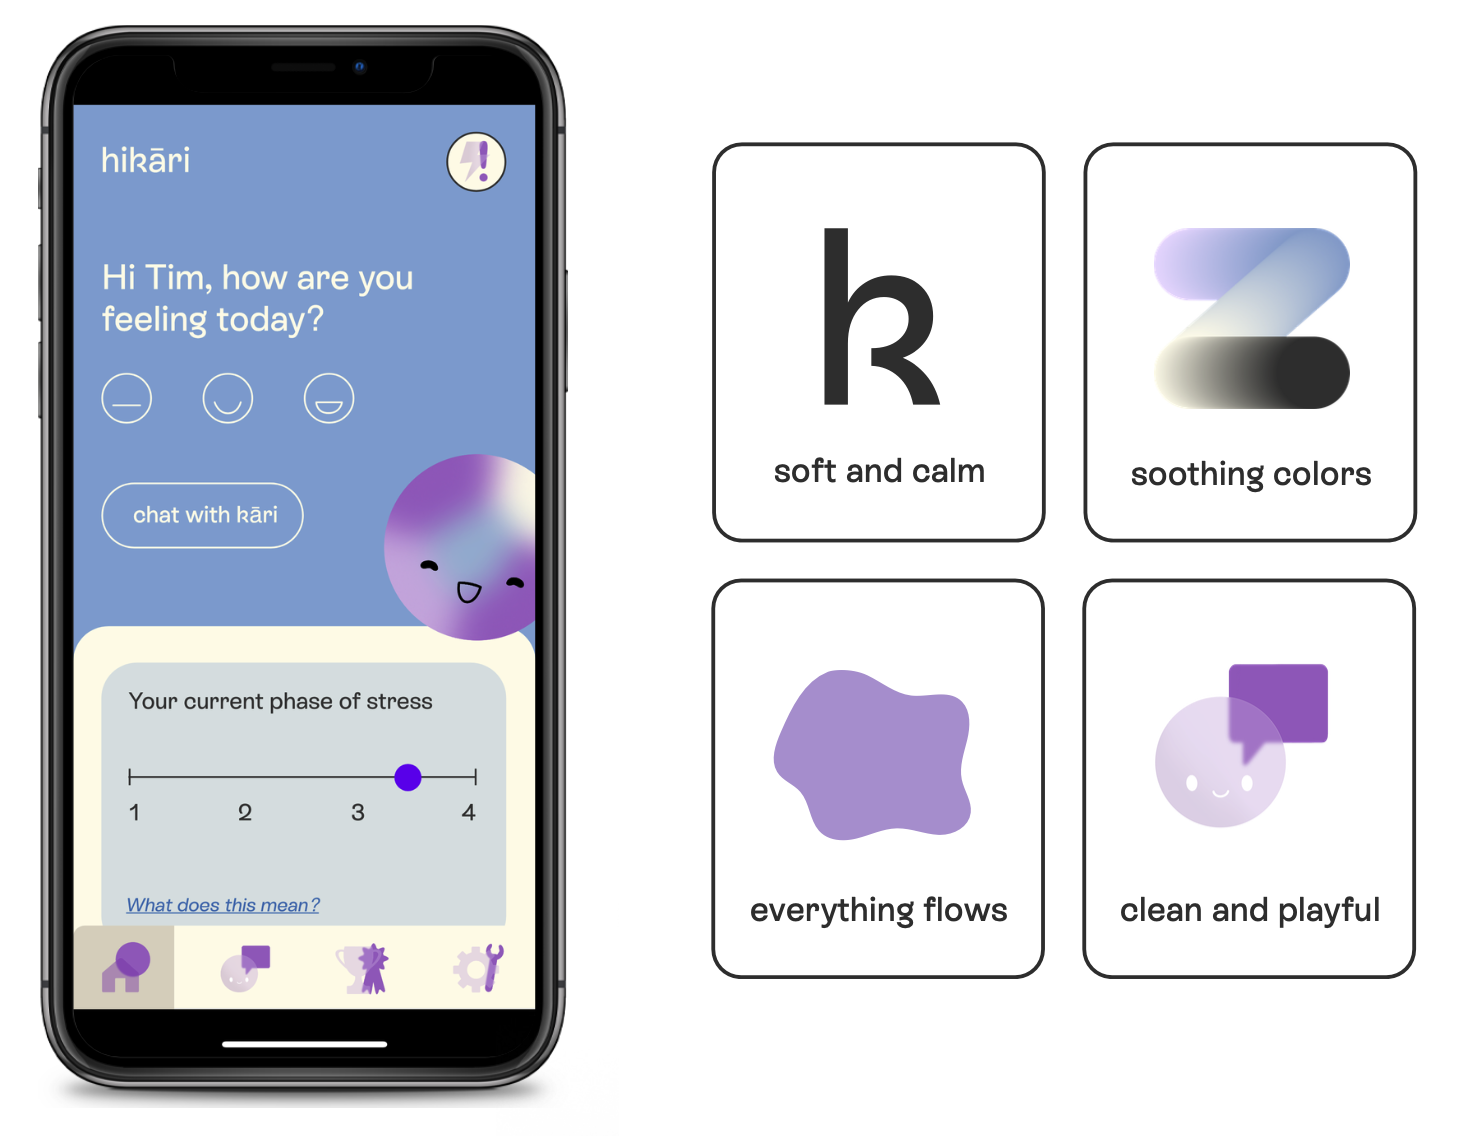 hikāri
Hi Tim, how are you
feeling today?
chat with kāri
Your current phase of stress
1 2 3 4
What does this mean?
k
soft and calm
soothing colors
everything flows
clean and playful